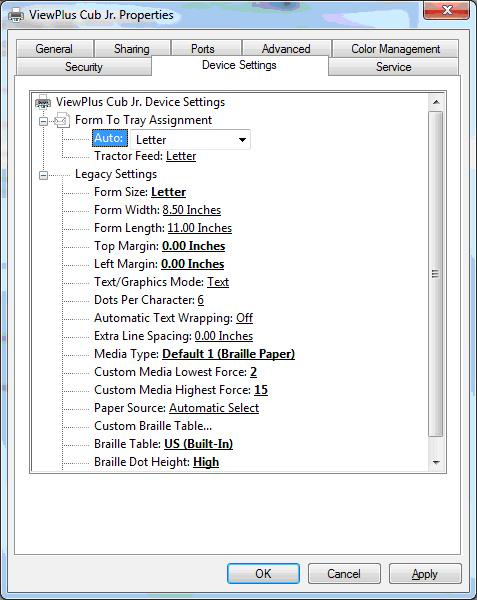 ViewPlus Cub Jr. Properties
General Sharing Ports Advanced Color Management
Security Device Settings Service
ViewPlus Cub Jr. Device Settings
Form To Tray Assignment
Auto: Letter
Tractor Feed: Letter
Legacy Settings
Form Size: Letter
Form Width: 8.50 Inches
Form Length: 11.00 Inches
Top Margin: 0.00 Inches
Left Margin: 0.00 Inches
Text/Graphics Mode: Text
Dots Per Character: 6
Automatic Text Wrapping: Off
Extra Line Spacing: 0.00 Inches
Media Type: Default 1 (Braille Paper)
Custom Media Lowest Force: 2
Custom Media Highest Force: 15
Paper Source: Automatic Select
Custom Braille Table...
Braille Table: US (Built-In)
Braille Dot Height: High
OK Cancel Apply